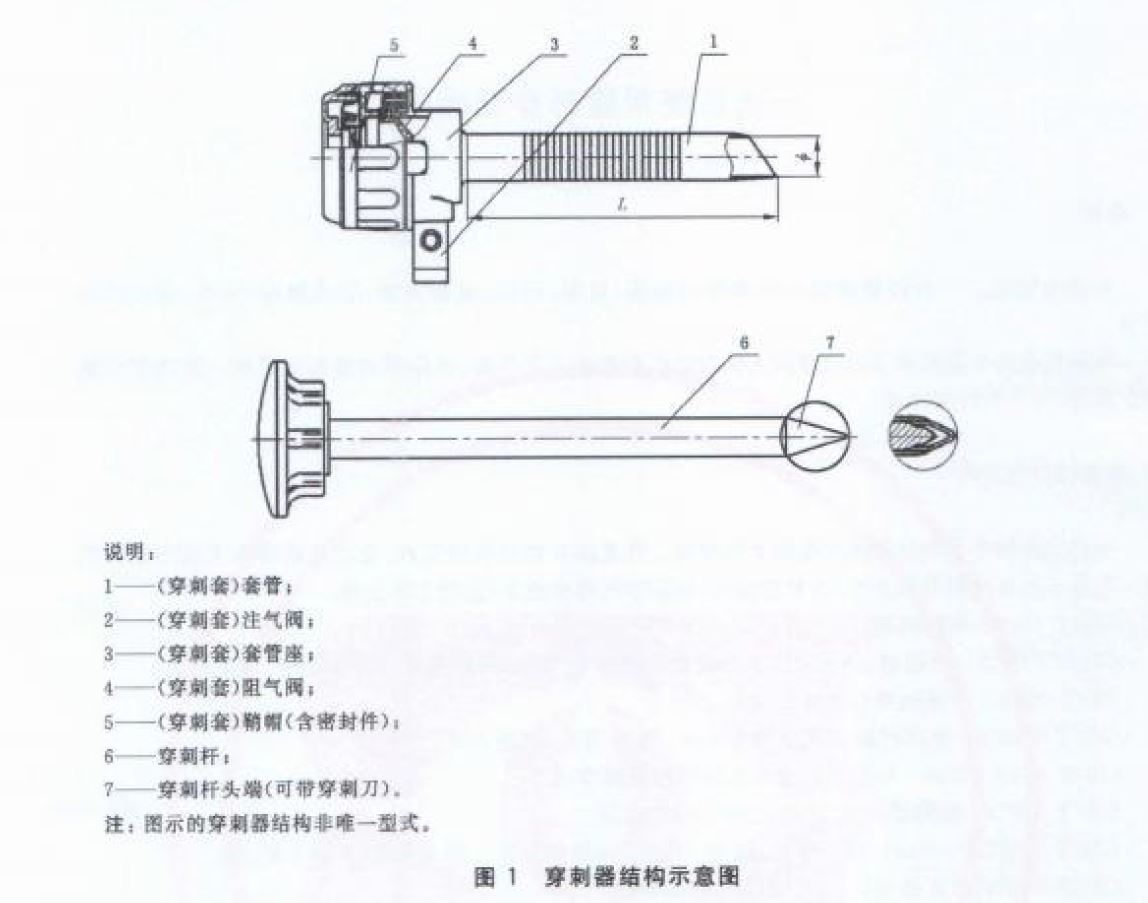 5 4 3 2 1
L
6 7
说明:
1——(穿刺套)套管;
2——(穿刺套)注气阀;
3——(穿刺套)套管座;
4——(穿刺套)阻气阀;
5——(穿刺套)鞘帽(含密封件);
6——穿刺杆;
7——穿刺杆头端(可带穿刺刀)。
注:图示的穿刺器结构非唯一型式。
图 1 穿刺器结构示意图